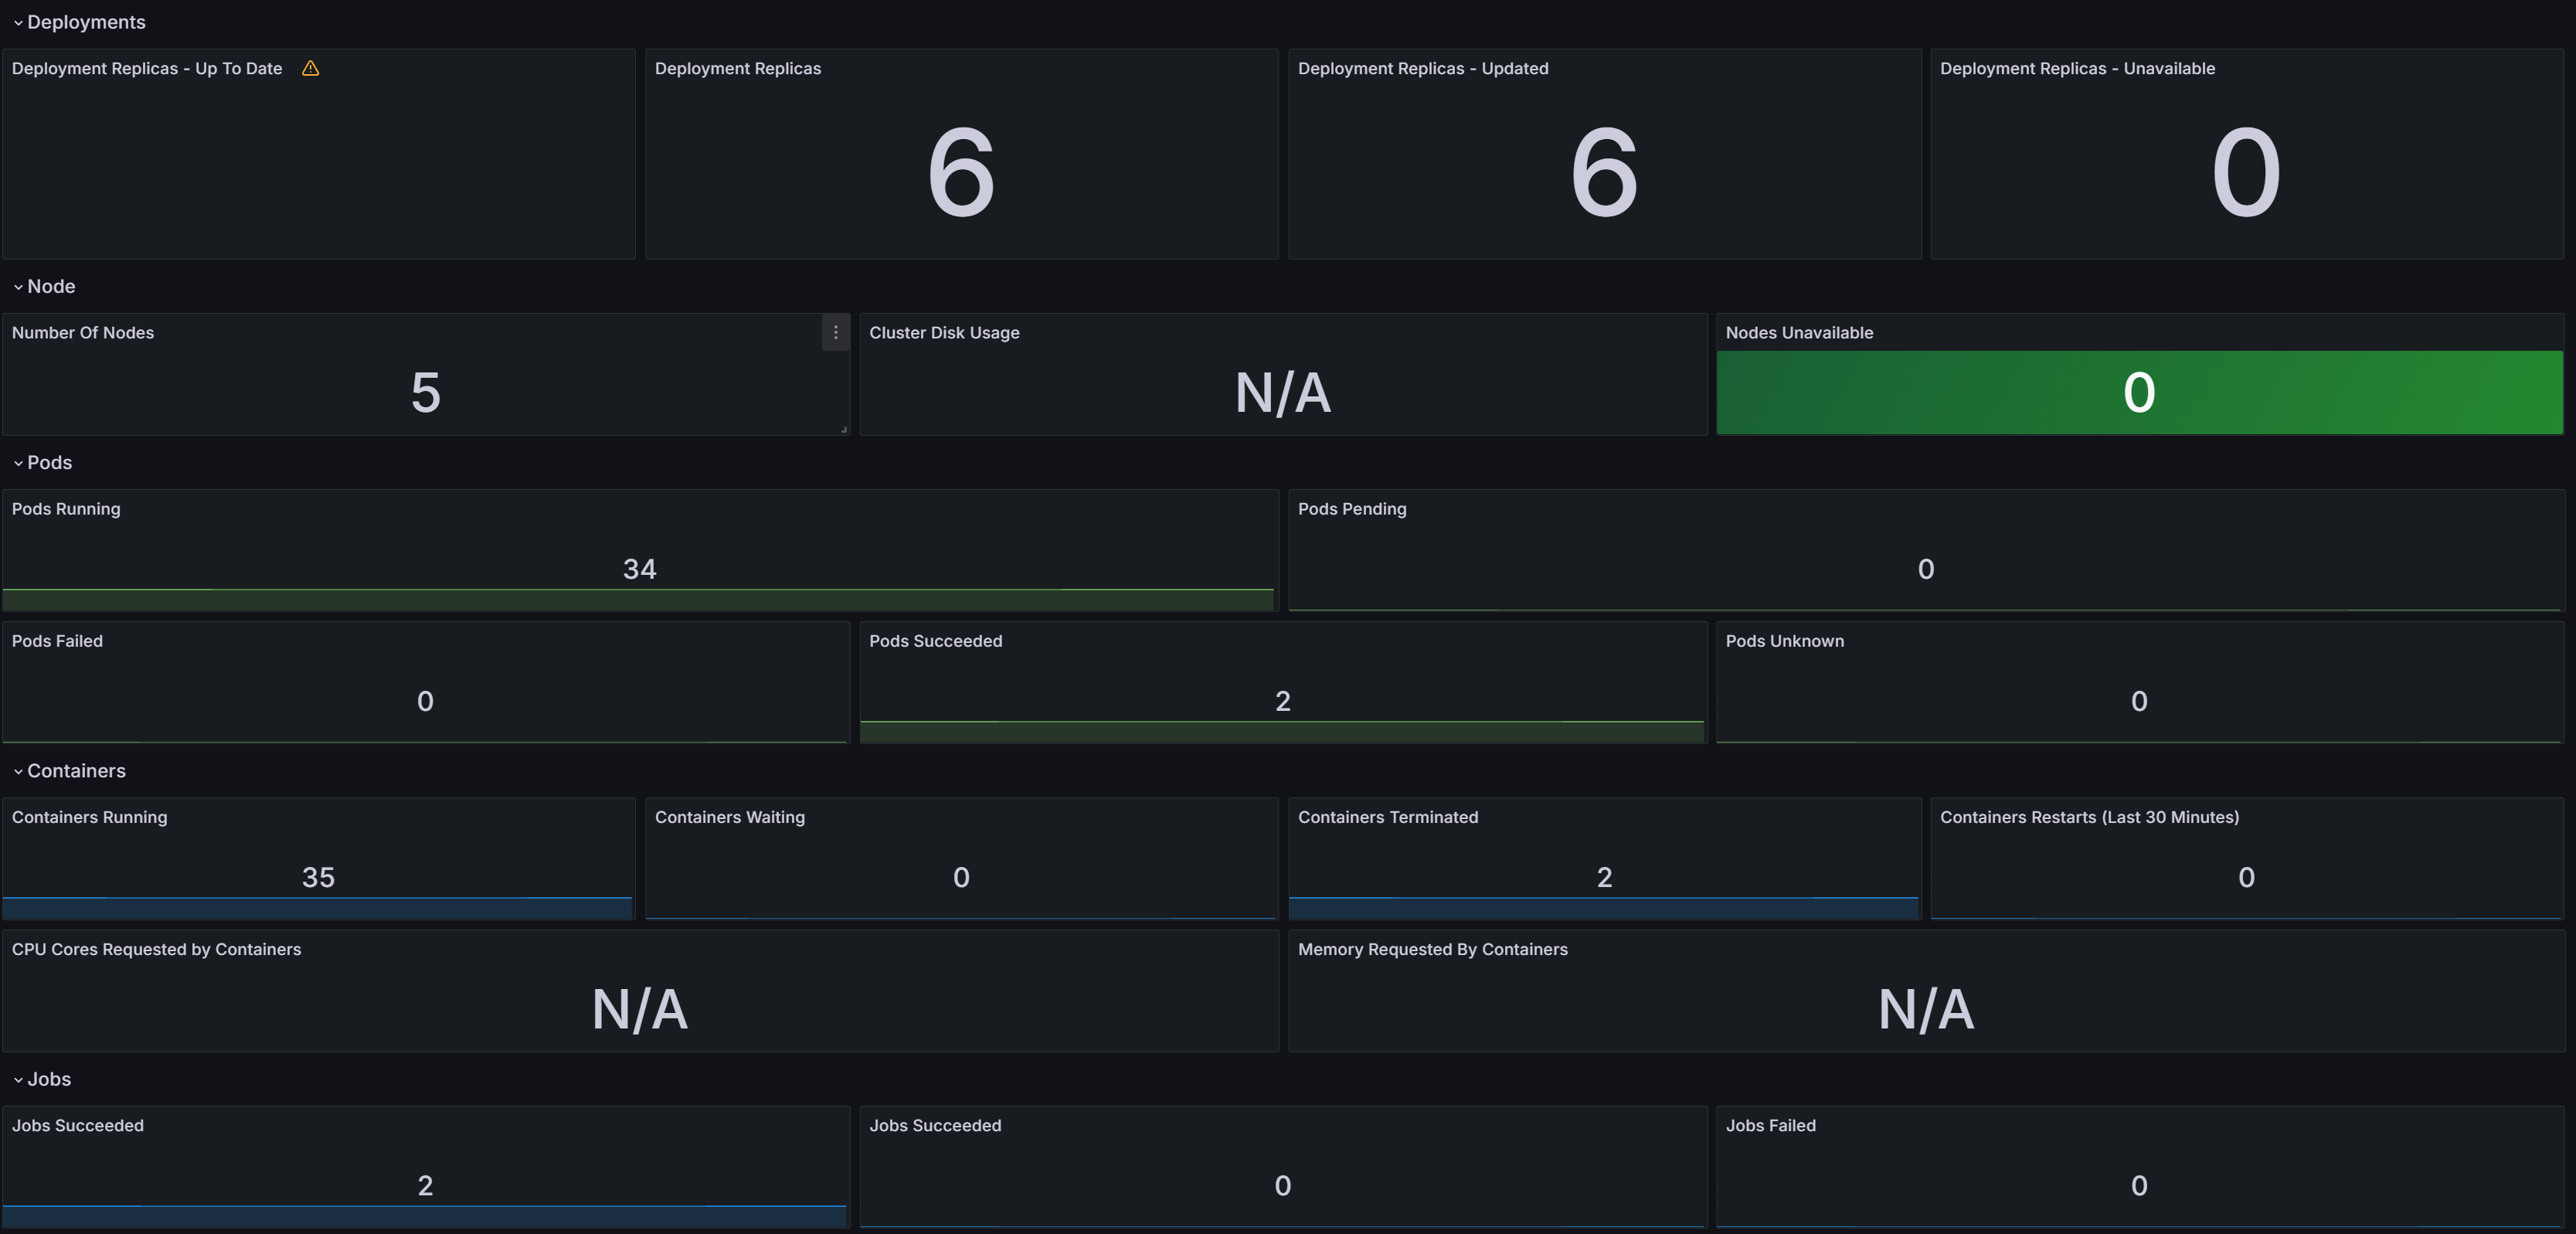 Deployments
Deployment Replicas - Up To Date
Deployment Replicas
6
Deployment Replicas - Updated
6
Deployment Replicas - Unavailable
0
Node
Number Of Nodes
5
Cluster Disk Usage
N/A
Nodes Unavailable
0
Pods
Pods Running
34
Pods Pending
0
Pods Failed
0
Pods Succeeded
2
Pods Unknown
0
Containers
Containers Running
35
Containers Waiting
0
Containers Terminated
2
Containers Restarts (Last 30 Minutes)
0
CPU Cores Requested by Containers
N/A
Memory Requested By Containers
N/A
Jobs
Jobs Succeeded
2
Jobs Succeeded
0
Jobs Failed
0